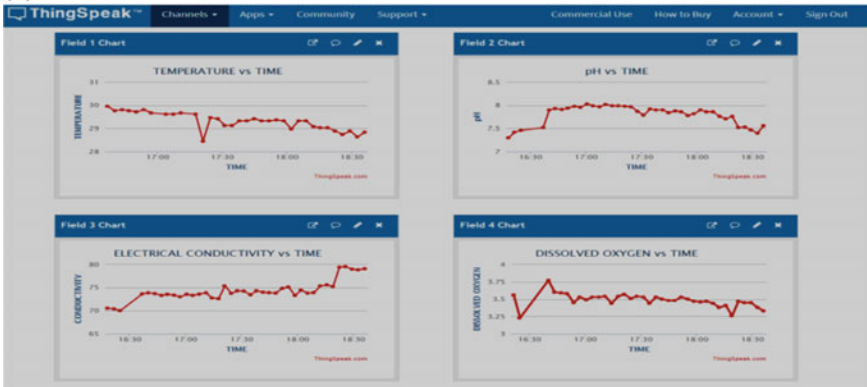 ThingSpeak™ Channels Apps Community Support Commercial Use How to Buy Account Sign Out
Field 1 Chart
TEMPERATURE vs TIME
TEMPERATURE
31
30
29
28
17:00 17:30 18:00 18:30
TIME
ThingSpeak.com
Field 2 Chart
pH vs TIME
pH
8.5
8
7.5
7
16:30 17:00 17:30 18:00 18:30
TIME
ThingSpeak.com
Field 3 Chart
ELECTRICAL CONDUCTIVITY vs TIME
CONDUCTIVITY
80
75
70
65
16:30 17:00 17:30 18:00 18:30
TIME
ThingSpeak.com
Field 4 Chart
DISSOLVED OXYGEN vs TIME
DISSOLVED OXYGEN
4
3.75
3.5
3.25
3
16:30 17:00 17:30 18:00 18:30
TIME
ThingSpeak.com